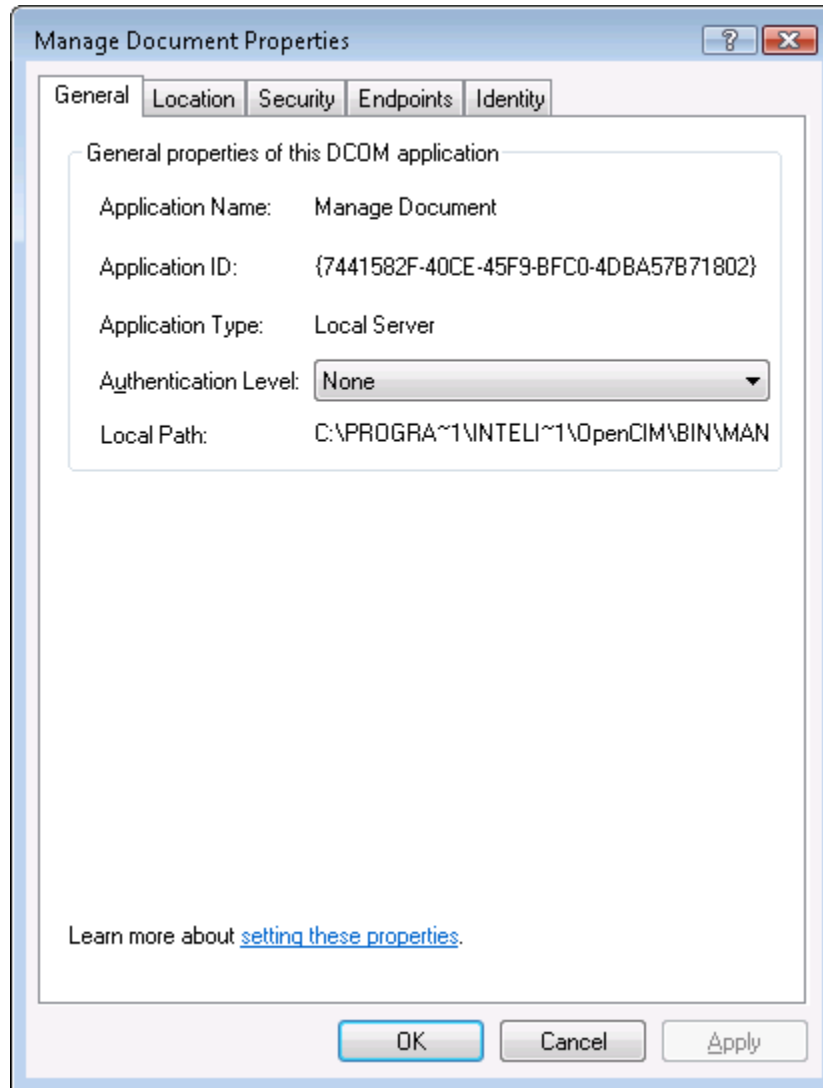 Manage Document Properties
General Location Security Endpoints Identity
General properties of this DCOM application
Application Name: Manage Document
Application ID: {7441582F-40CE-45F9-BFC0-4DBA57B71802}
Application Type: Local Server
Authentication Level: None
Local Path: C:\PROGRA~1\INTELI~1\OpenCIM\BIN\MAN
Learn more about setting these properties.
OK Cancel Apply